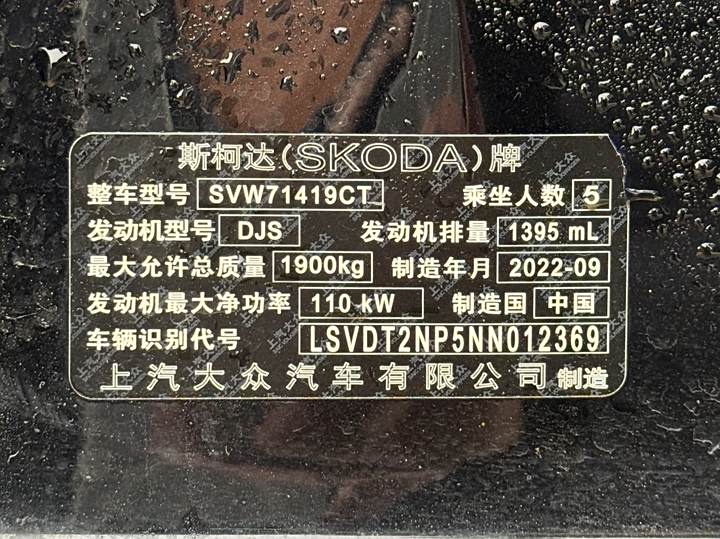 斯柯达(SKODA)牌
整车型号 SVW71419CT 乘坐人数 5
发动机型号 DJS 发动机排量 1395 mL
最大允许总质量 1900kg 制造年月 2022-09
发动机最大净功率 110 kW 制造国 中国
车辆识别代号 LSVDT2NP5NN012369
上汽大众汽车有限公司 制造